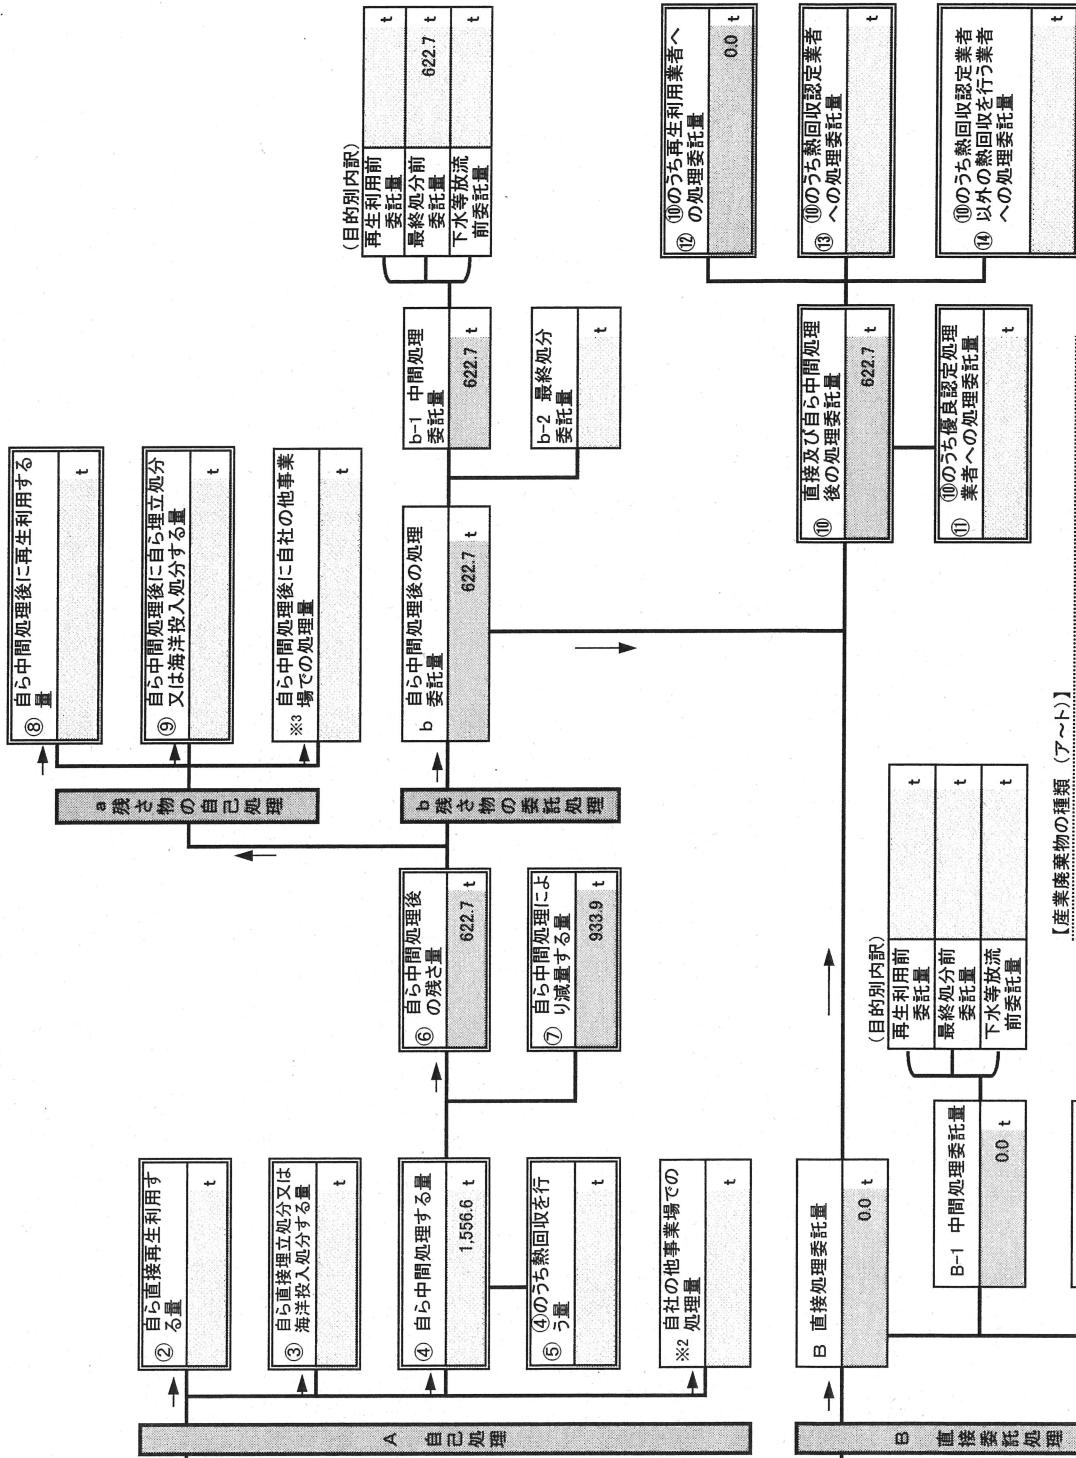 A 自己処理
② 自ら直接再生利用す
る量
t
③ 自ら直接埋立処分又は
海洋投入処分する量
t
④ 自ら中間処理する量
1,556.6 t
⑤ ④のうち熱回収を行
う量
t
※2 自社の他事業場での
処理量
t
⑥ 自ら中間処理後
の残さ量
622.7 t
⑦ 自ら中間処理によ
り減量する量
933.9 t
a 残さ物の自己処理
⑧ 自ら中間処理後に再生利用する
量
t
⑨ 自ら中間処理後に自ら埋立処分
又は海洋投入処分する量
t
※3 自ら中間処理後に自社の他事業
場での処理量
t
b 残さ物の委託処理
b 自ら中間処理後の処理
委託量
622.7 t
b-1 中間処理
委託量
622.7 t
b-2 最終処分
委託量
t
(目的別内訳)
再生利用前
委託量
t
最終処分前
委託量
622.7 t
下水等放流
前委託量
t
B 直接委託処理
B 直接処理委託量
0.0 t
B-1 中間処理委託量
0.0 t
(目的別内訳)
再生利用前
委託量
t
最終処分前
委託量
t
下水等放流
前委託量
t
⑩ 直接及び自ら中間処理
後の処理委託量
622.7 t
⑪ ⑩のうち優良認定処理
業者への処理委託量
t
⑫ ⑩のうち再生利用業者へ
の処理委託量
0.0 t
⑬ ⑩のうち熱回収認定業者
への処理委託量
t
⑭ ⑩のうち熱回収認定業者
以外の熱回収を行う業者
への処理委託量
t
【産業廃棄物の種類 (ア～ト)】